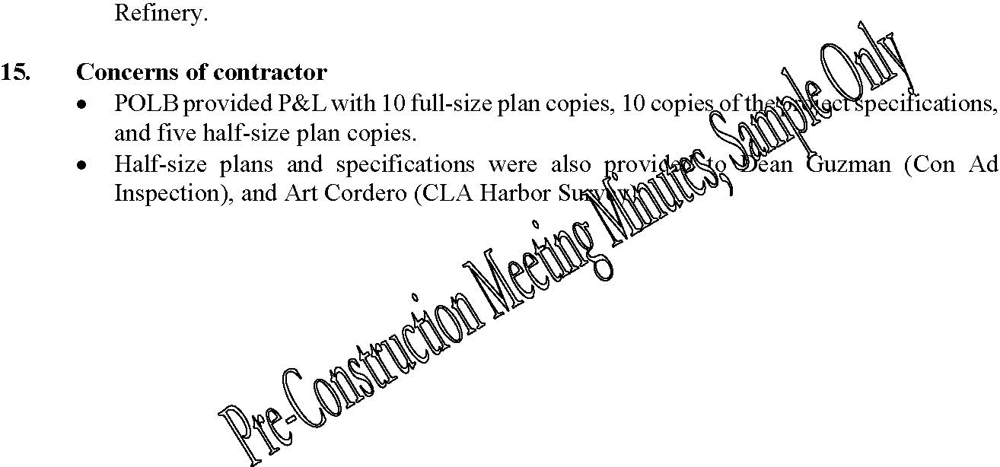 Refinery.
15. Concerns of contractor
• POLB provided P&L with 10 full-size plan copies, 10 copies of the project specifications,
and five half-size plan copies.
• Half-size plans and specifications were also provided to Dean Guzman (Con Ad
Inspection), and Art Cordero (CLA Harbor Survey).
Pre-Construction Meeting Minutes, Sample Only